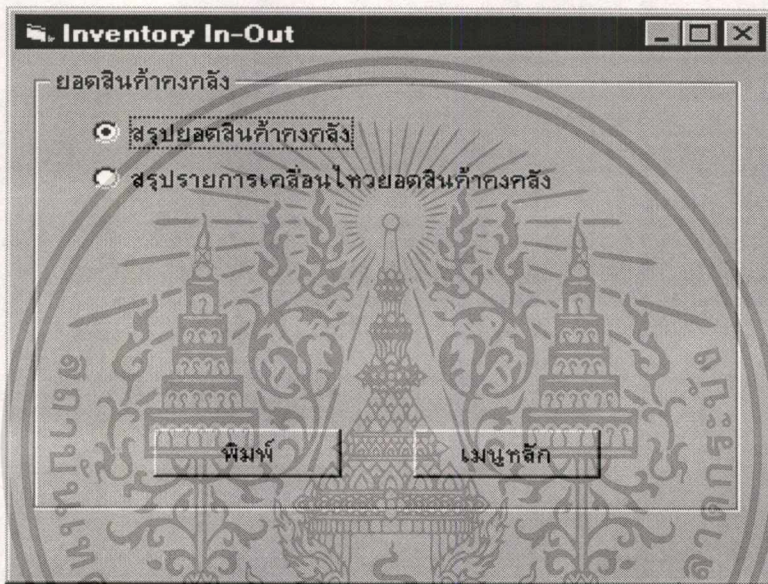 Inventory In-Out
ยอดสินค้าคงคลัง
สรุปยอดสินค้าคงคลัง
สรุปรายการเคลื่อนไหวยอดสินค้าคงคลัง
พิมพ์
เมนูหลัก